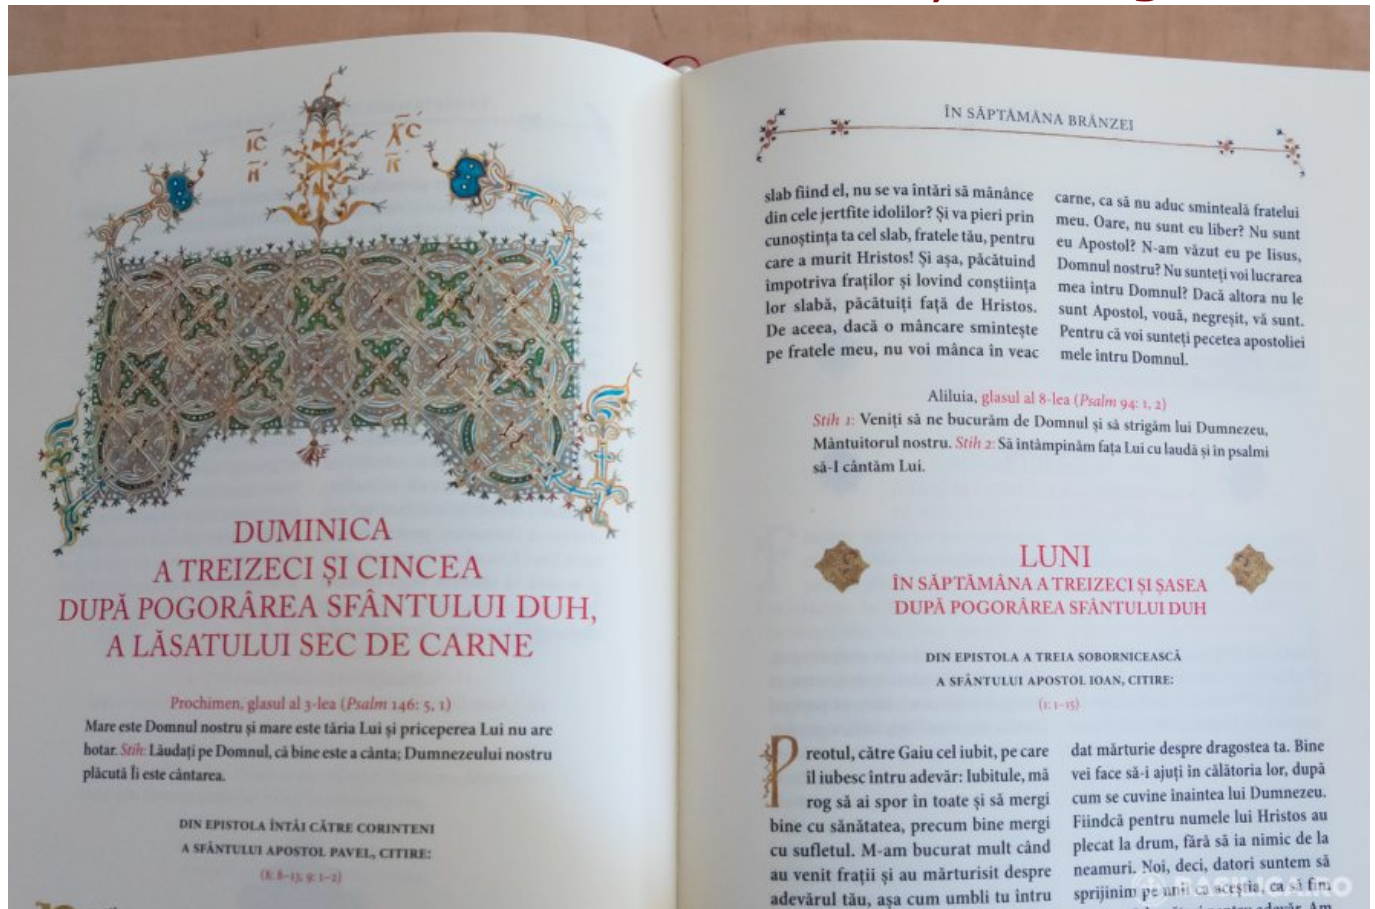 IC XC
DUMINICA
A TREIZECI ȘI CINCEA
DUPĂ POGORÂREA SFÂNTULUI DUH,
A LĂSATULUI SEC DE CARNE
Prochimen, glasul al 3-lea (Psalm 146: 5, 1)
Mare este Domnul nostru și mare este tăria Lui și priceperea Lui nu are
hotar. Stih: Lăudați pe Domnul, că bine este a cânta; Dumnezeului nostru
plăcută Îi este cântarea.
DIN EPISTOLA ÎNTÂI CĂTRE CORINTENI
A SFÂNTULUI APOSTOL PAVEL, CITIRE:
(8: 8-13; 9: 1-2)
ÎN SĂPTĂMÂNA BRÂNZEI
slab fiind el, nu se va întări să mănânce
din cele jertfite idolilor? Și va pieri prin
cunoștința ta cel slab, fratele tău, pentru
care a murit Hristos! Și așa, păcătuind
împotriva fraților și lovind conștiința
lor slabă, păcătuiți față de Hristos.
De aceea, dacă o mâncare smintește
pe fratele meu, nu voi mânca în veac
carne, ca să nu aduc sminteală fratelui
meu. Oare, nu sunt eu liber? Nu sunt
eu Apostol? N-am văzut eu pe Iisus,
Domnul nostru? Nu sunteți voi lucrarea
mea întru Domnul? Dacă altora nu le
sunt Apostol, vouă, negreșit, vă sunt.
Pentru că voi sunteți pecetea apostoliei
mele întru Domnul.
Aliluia, glasul al 8-lea (Psalm 94: 1, 2)
Stih 1: Veniți să ne bucurăm de Domnul și să strigăm lui Dumnezeu,
Mântuitorul nostru. Stih 2: Să întâmpinăm fața Lui cu laudă și în psalmi
să-I cântăm Lui.
LUNI
ÎN SĂPTĂMÂNA A TREIZECI ȘI ȘASEA
DUPĂ POGORÂREA SFÂNTULUI DUH
DIN EPISTOLA A TREIA SOBORNICEASCĂ
A SFÂNTULUI APOSTOL IOAN, CITIRE:
(1: 1-15)
Preotul, către Gaiu cel iubit, pe care
îl iubesc întru adevăr: Iubitule, mă
rog să ai spor în toate și să mergi
bine cu sănătatea, precum bine mergi
cu sufletul. M-am bucurat mult când
au venit frații și au mărturisit despre
adevărul tău, așa cum umbli tu întru
dat mărturie despre dragostea ta. Bine
vei face să-i ajuți în călătoria lor, după
cum se cuvine înaintea lui Dumnezeu.
Fiindcă pentru numele lui Hristos au
plecat la drum, fără să ia nimic de la
neamuri. Noi, deci, datori suntem să
sprijinim pe unii ca aceștia, ca să fim
adevăr. Am
BASILICA.RO